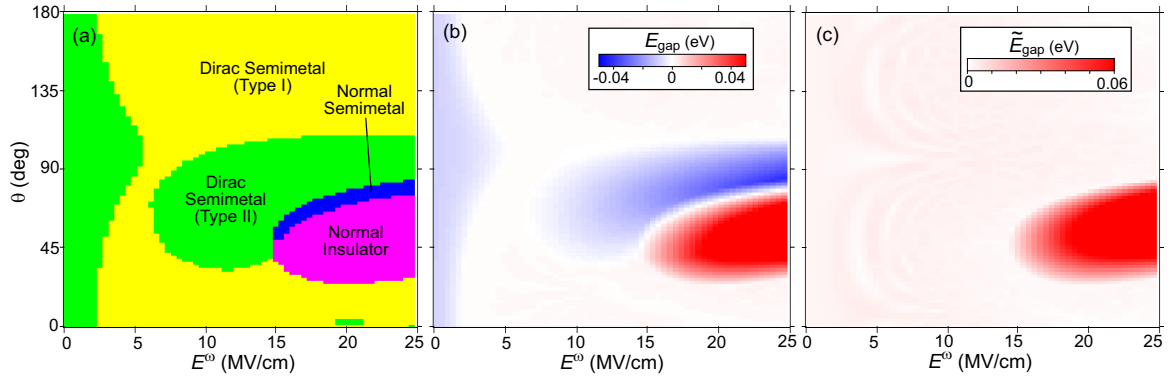 (a)
Dirac Semimetal
(Type I)
Normal
Semimetal
Dirac
Semimetal
(Type II)
Normal
Insulator
180
135
90
45
0
θ (deg)
0 5 10 15 20 25
E^ω (MV/cm)
(b)
E_gap (eV)
-0.04 0 0.04
0 5 10 15 20 25
E^ω (MV/cm)
(c)
Ẽ_gap (eV)
0 0.06
0 5 10 15 20 25
E^ω (MV/cm)